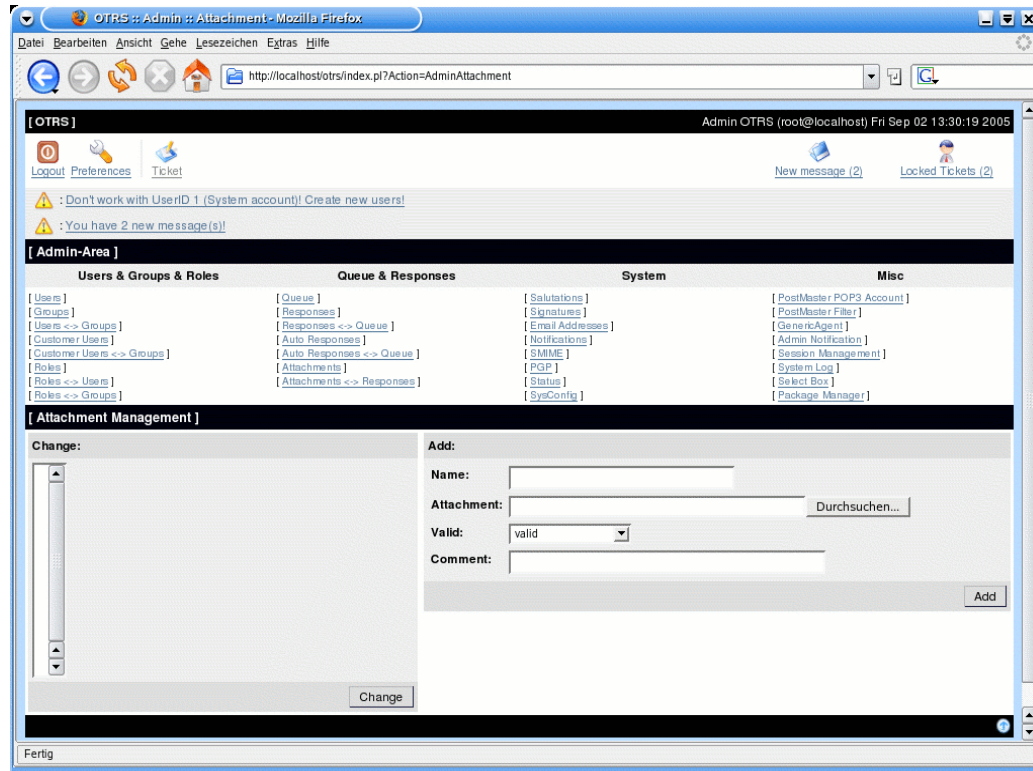 OTRS :: Admin :: Attachment - Mozilla Firefox
Datei Bearbeiten Ansicht Gehe Lesezeichen Extras Hilfe
http://localhost/otrs/index.pl?Action=AdminAttachment
G
[ OTRS ] Admin OTRS (root@localhost) Fri Sep 02 13:30:19 2005
Logout Preferences Ticket New message (2) Locked Tickets (2)
: Don't work with UserID 1 (System account)! Create new users!
: You have 2 new message(s)!
[ Admin-Area ]
Users & Groups & Roles Queue & Responses System Misc
[ Users ] [ Queue ] [ Salutations ] [ PostMaster POP3 Account ]
[ Groups ] [ Responses ] [ Signatures ] [ PostMaster Filter ]
[ Users <-> Groups ] [ Responses <-> Queue ] [ Email Addresses ] [ GenericAgent ]
[ Customer Users ] [ Auto Responses ] [ Notifications ] [ Admin Notification ]
[ Customer Users <-> Groups ] [ Auto Responses <-> Queue ] [ SMIME ] [ Session Management ]
[ Roles ] [ Attachments ] [ PGP ] [ System Log ]
[ Roles <-> Users ] [ Attachments <-> Responses ] [ Status ] [ Select Box ]
[ Roles <-> Groups ] [ SysConfig ] [ Package Manager ]
[ Attachment Management ]
Change: Add:
Name:
Attachment: Durchsuchen...
Valid: valid
Comment:
Add
Change
Fertig